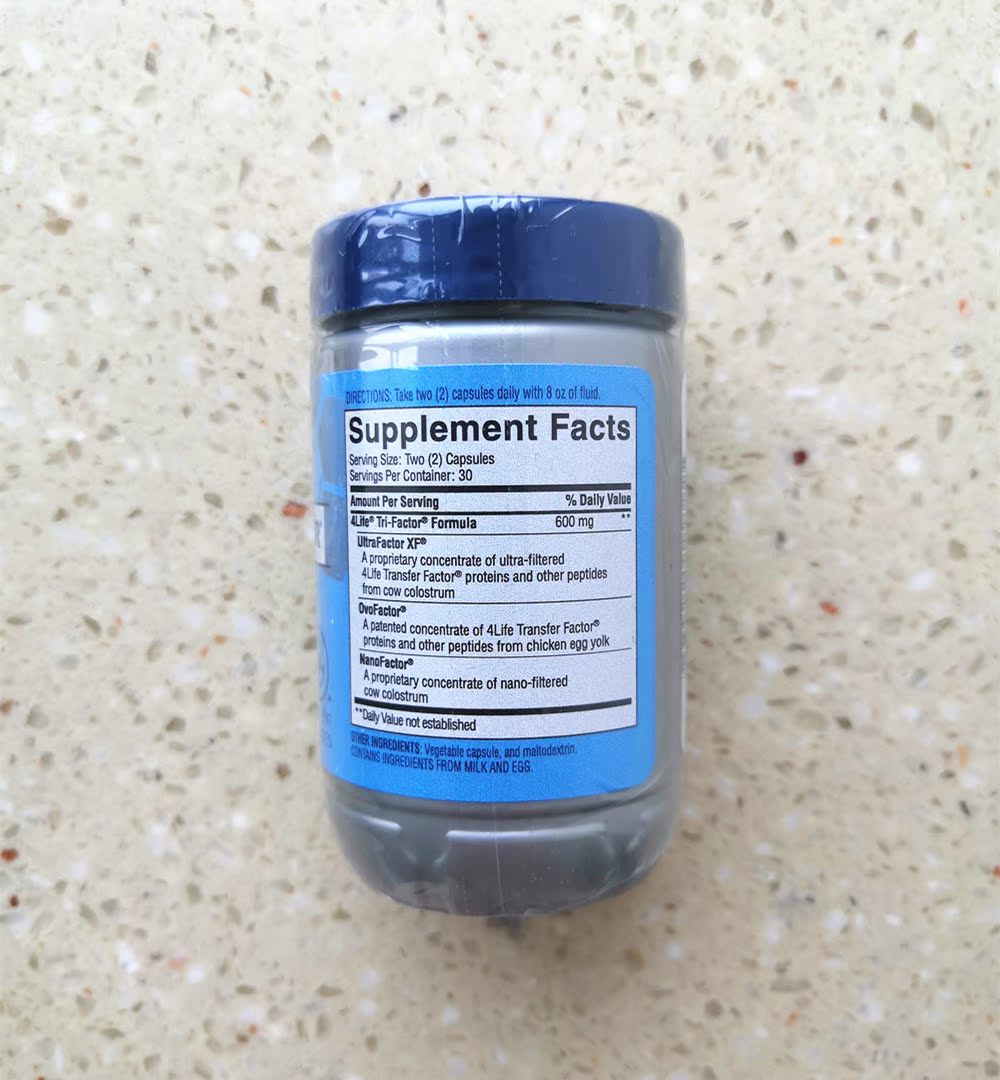 DIRECTIONS: Take two (2) capsules daily with 8 oz of fluid.
Supplement Facts
Serving Size: Two (2) Capsules
Servings Per Container: 30
Amount Per Serving % Daily Value
4Life® Tri-Factor® Formula 600 mg **
UltraFactor XF®
A proprietary concentrate of ultra-filtered
4Life Transfer Factor® proteins and other peptides
from cow colostrum
OvoFactor®
A patented concentrate of 4Life Transfer Factor®
proteins and other peptides from chicken egg yolk
NanoFactor®
A proprietary concentrate of nano-filtered
cow colostrum
**Daily Value not established
OTHER INGREDIENTS: Vegetable capsule, and maltodextrin.
CONTAINS INGREDIENTS FROM MILK AND EGG.